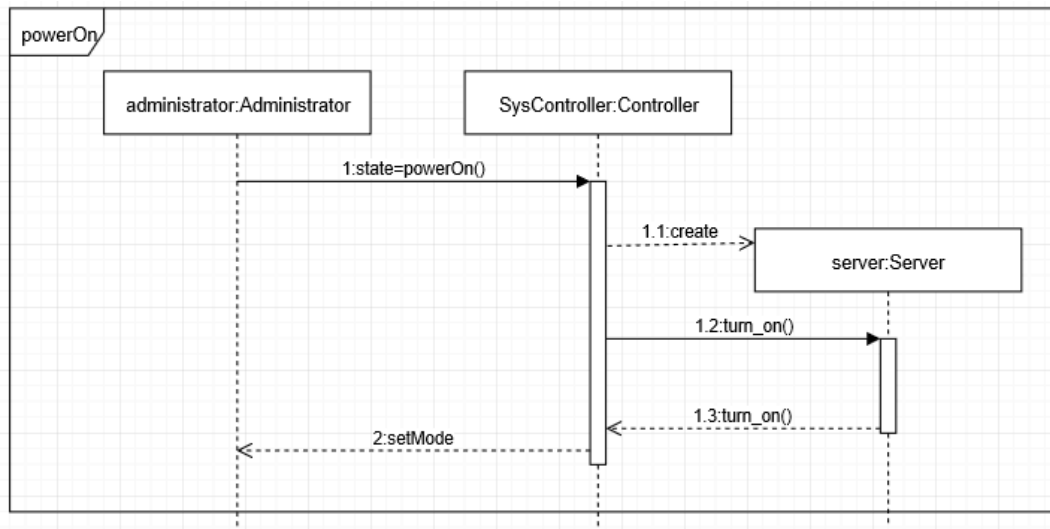 powerOn
administrator:Administrator
SysController:Controller
1:state=powerOn()
1.1:create
server:Server
1.2:turn_on()
1.3:turn_on()
2:setMode